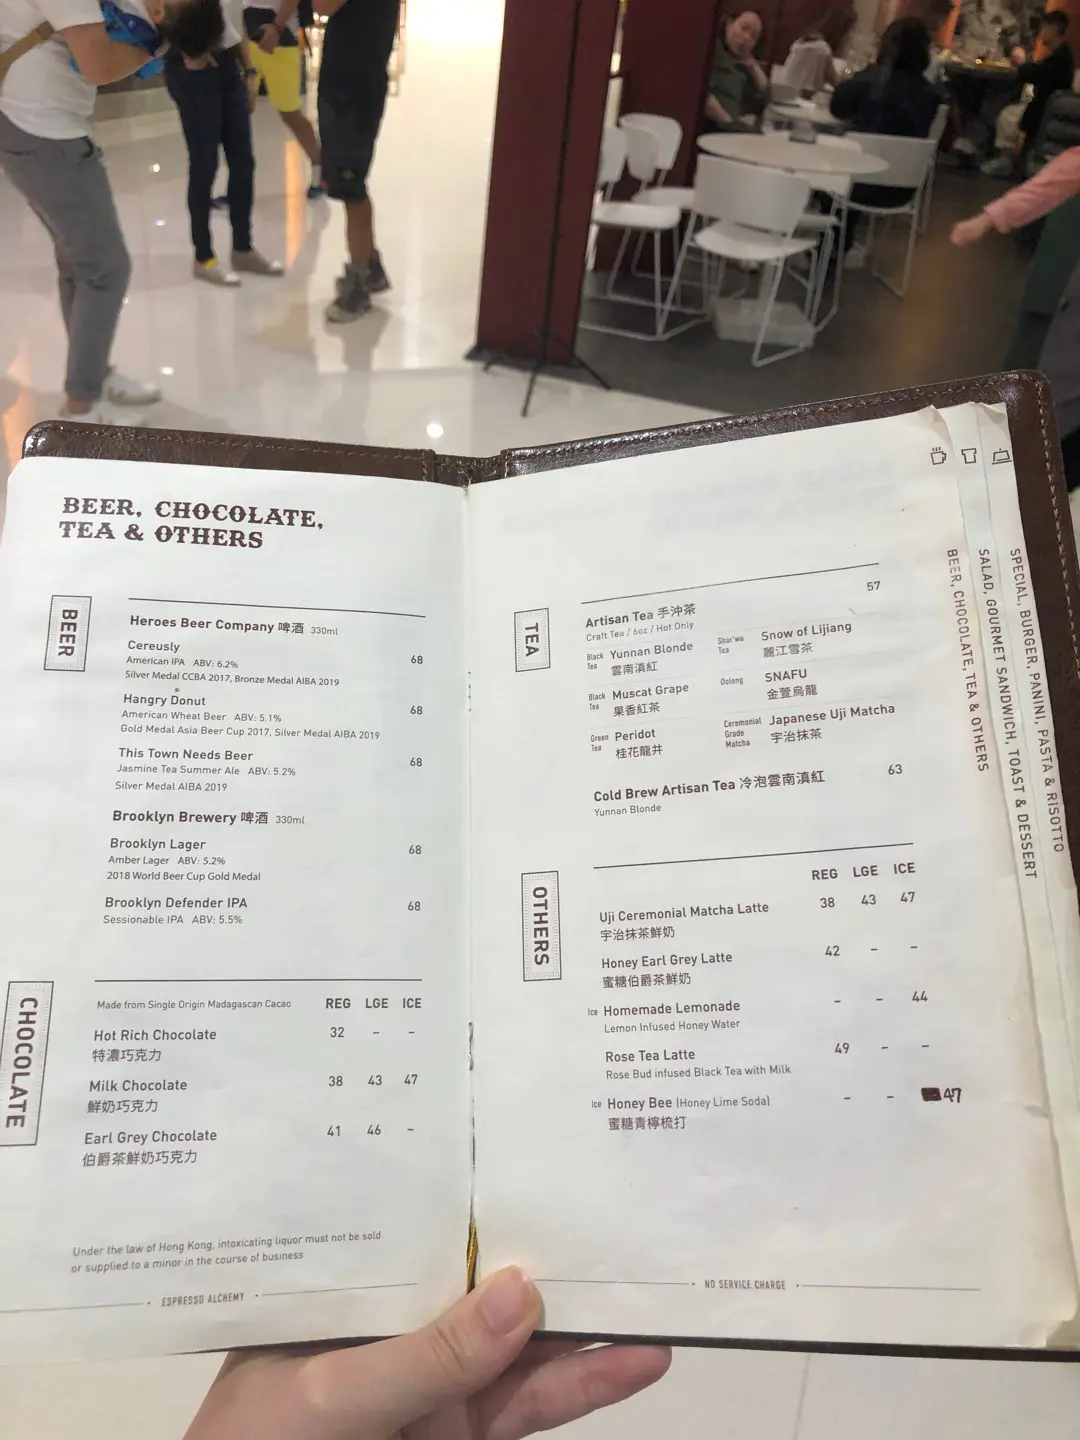 BEER, CHOCOLATE,
TEA & OTHERS
BEER
Heroes Beer Company 啤酒 330ml
Cereusly 68
American IPA ABV: 6.2%
Silver Medal CCBA 2017, Bronze Medal AIBA 2019
Hangry Donut 68
American Wheat Beer ABV: 5.1%
Gold Medal Asia Beer Cup 2017, Silver Medal AIBA 2019
This Town Needs Beer 68
Jasmine Tea Summer Ale ABV: 5.2%
Silver Medal AIBA 2019
Brooklyn Brewery 啤酒 330ml
Brooklyn Lager 68
Amber Lager ABV: 5.2%
2018 World Beer Cup Gold Medal
Brooklyn Defender IPA 68
Sessionable IPA ABV: 5.5%
CHOCOLATE
Made from Single Origin Madagascan Cacao REG LGE ICE
Hot Rich Chocolate 32 – –
特濃巧克力
Milk Chocolate 38 43 47
鮮奶巧克力
Earl Grey Chocolate 41 46 –
伯爵茶鮮奶巧克力
Under the law of Hong Kong, intoxicating liquor must not be sold
or supplied to a minor in the course of business
ESPRESSO ALCHEMY
TEA
Artisan Tea 手沖茶 57
Craft Tea / 6oz / Hot Only
Black Tea Yunnan Blonde
雲南滇紅
Black Tea Muscat Grape
果香紅茶
Green Tea Peridot
桂花龍井
Shar'wa Tea Snow of Lijiang
麗江雪茶
Oolong SNAFU
金萱烏龍
Ceremonial Grade Matcha Japanese Uji Matcha
宇治抹茶
Cold Brew Artisan Tea 冷泡雲南滇紅 63
Yunnan Blonde
OTHERS
REG LGE ICE
Uji Ceremonial Matcha Latte 38 43 47
宇治抹茶鮮奶
Honey Earl Grey Latte 42 – –
蜜糖伯爵茶鮮奶
Ice Homemade Lemonade – – 44
Lemon Infused Honey Water
Rose Tea Latte 49 – –
Rose Bud infused Black Tea with Milk
Ice Honey Bee (Honey Lime Soda) – – 47
蜜糖青檸梳打
NO SERVICE CHARGE
BEER, CHOCOLATE, TEA & OTHERS
SALAD, GOURMET SANDWICH, TOAST & DESSERT
SPECIAL, BURGER, PANINI, PASTA & RISOTTO